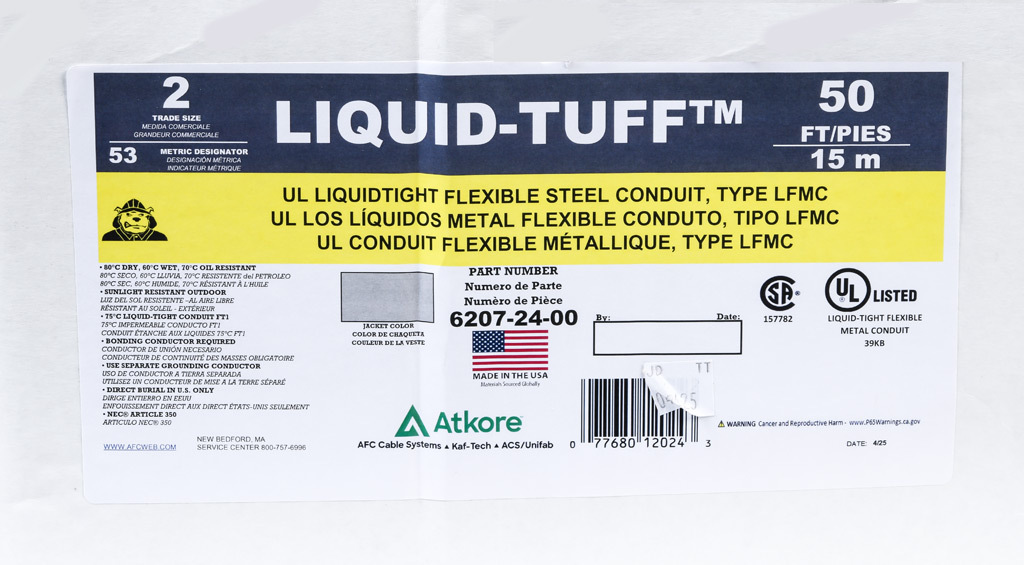 2
TRADE SIZE
MEDIDA COMERCIALE
GRANDEUR COMMERCIALE
53 METRIC DESIGNATOR
DESIGNACIÓN MÉTRICA
INDICATEUR MÉTRIQUE
LIQUID-TUFF™
50
FT/PIES
15 m
UL LIQUIDTIGHT FLEXIBLE STEEL CONDUIT, TYPE LFMC
UL LOS LÍQUIDOS METAL FLEXIBLE CONDUTO, TIPO LFMC
UL CONDUIT FLEXIBLE MÉTALLIQUE, TYPE LFMC
• 80°C DRY, 60°C WET, 70°C OIL RESISTANT
80°C SECO, 60°C LLUVIA, 70°C RESISTENTE del PETROLEO
80°C SEC, 60°C HUMIDE, 70°C RÉSISTANT À L'HUILE
• SUNLIGHT RESISTANT OUTDOOR
LUZ DEL SOL RESISTENTE –AL AIRE LIBRE
RÉSISTANT AU SOLEIL - EXTÉRIEUR
• 75°C LIQUID-TIGHT CONDUIT FT1
75°C IMPERMEABLE CONDUCTO FT1
CONDUIT ÉTANCHE AUX LIQUIDES 75°C FT1
• BONDING CONDUCTOR REQUIRED
CONDUCTOR DE UNIÓN NECESARIO
CONDUCTEUR DE CONTINUITÉ DES MASSES OBLIGATOIRE
• USE SEPARATE GROUNDING CONDUCTOR
USO DE CONDUCTOR A TIERRA SEPARADA
UTILISEZ UN CONDUCTEUR DE MISE A LA TERRE SÉPARÉ
• DIRECT BURIAL IN U.S. ONLY
DIRIGE ENTIERRO EN EEUU
ENFOUISSEMENT DIRECT AUX DIRECT ÉTATS-UNIS SEULEMENT
• NEC® ARTICLE 350
ARTICULO NEC® 350
WWW.AFCWEB.COM
NEW BEDFORD, MA
SERVICE CENTER 800-757-6996
JACKET COLOR
COLOR DE CHAQUETA
COULEUR DE LA VESTE
PART NUMBER
Numero de Parte
Numèro de Pièce
6207-24-00
MADE IN THE USA
Materials Sourced Globally
Atkore™
AFC Cable Systems ▲ Kaf-Tech ▲ ACS/Unifab
By: Date:
0 77680 12024 3
SA® 
157782
UL LISTED
LIQUID-TIGHT FLEXIBLE
METAL CONDUIT
39KB
⚠ WARNING Cancer and Reproductive Harm - www.P65Warnings.ca.gov
DATE: 4/25